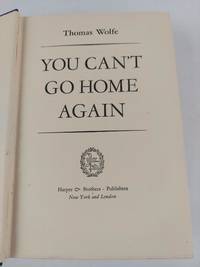 Thomas Wolfe
YOU CAN'T
GO HOME
AGAIN
Harper & Brothers - Publishers
New York and London